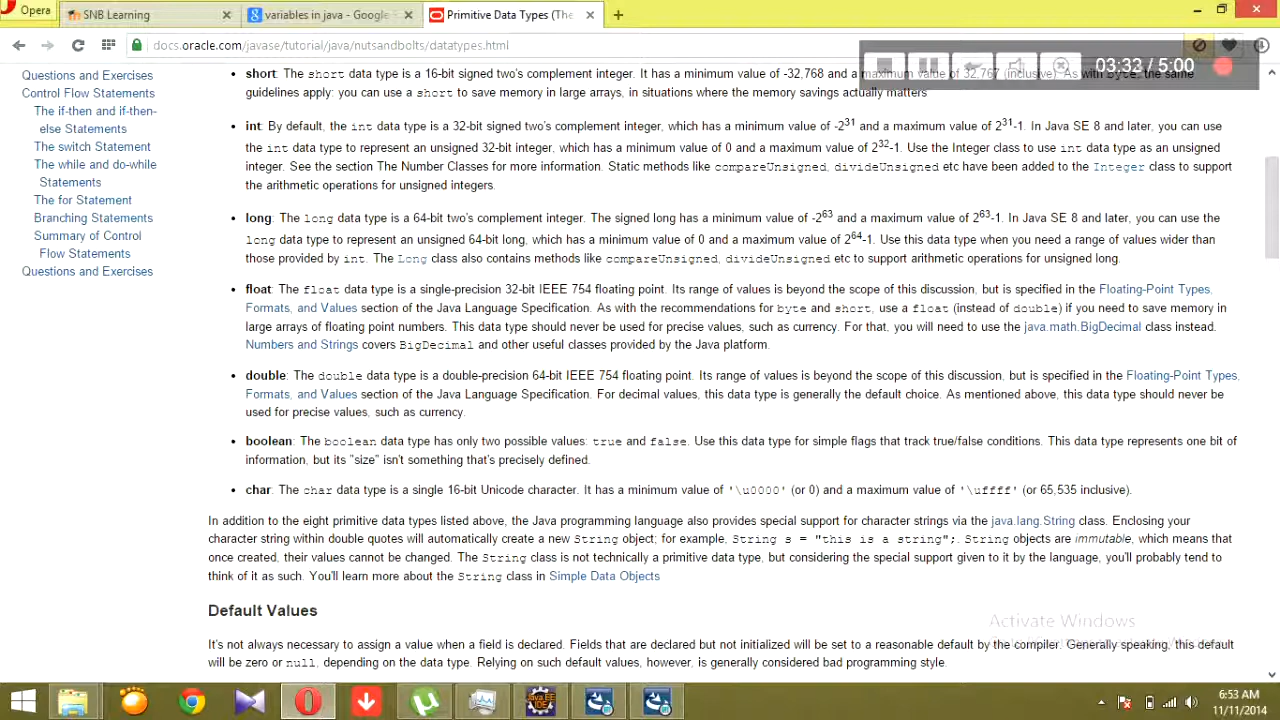 Opera
SNB Learning
variables in java - Google
Primitive Data Types (The
docs.oracle.com/javase/tutorial/java/nutsandbolts/datatypes.html
03:33 / 5:00
Questions and Exercises
Control Flow Statements
The if-then and if-then-
else Statements
The switch Statement
The while and do-while
Statements
The for Statement
Branching Statements
Summary of Control
Flow Statements
Questions and Exercises
• short: The short data type is a 16-bit signed two's complement integer. It has a minimum value of -32,768 and a maximum value of 32,767 (inclusive). As with byte, the same
guidelines apply: you can use a short to save memory in large arrays, in situations where the memory savings actually matters
• int: By default, the int data type is a 32-bit signed two's complement integer, which has a minimum value of -2³¹ and a maximum value of 2³¹-1. In Java SE 8 and later, you can use
the int data type to represent an unsigned 32-bit integer, which has a minimum value of 0 and a maximum value of 2³²-1. Use the Integer class to use int data type as an unsigned
integer. See the section The Number Classes for more information. Static methods like compareUnsigned, divideUnsigned etc have been added to the Integer class to support
the arithmetic operations for unsigned integers.
• long: The long data type is a 64-bit two's complement integer. The signed long has a minimum value of -2⁶³ and a maximum value of 2⁶³-1. In Java SE 8 and later, you can use the
long data type to represent an unsigned 64-bit long, which has a minimum value of 0 and a maximum value of 2⁶⁴-1. Use this data type when you need a range of values wider than
those provided by int. The Long class also contains methods like compareUnsigned, divideUnsigned etc to support arithmetic operations for unsigned long.
• float: The float data type is a single-precision 32-bit IEEE 754 floating point. Its range of values is beyond the scope of this discussion, but is specified in the Floating-Point Types,
Formats, and Values section of the Java Language Specification. As with the recommendations for byte and short, use a float (instead of double) if you need to save memory in
large arrays of floating point numbers. This data type should never be used for precise values, such as currency. For that, you will need to use the java.math.BigDecimal class instead.
Numbers and Strings covers BigDecimal and other useful classes provided by the Java platform.
• double: The double data type is a double-precision 64-bit IEEE 754 floating point. Its range of values is beyond the scope of this discussion, but is specified in the Floating-Point Types,
Formats, and Values section of the Java Language Specification. For decimal values, this data type is generally the default choice. As mentioned above, this data type should never be
used for precise values, such as currency.
• boolean: The boolean data type has only two possible values: true and false. Use this data type for simple flags that track true/false conditions. This data type represents one bit of
information, but its "size" isn't something that's precisely defined.
• char: The char data type is a single 16-bit Unicode character. It has a minimum value of '\u0000' (or 0) and a maximum value of '\uffff' (or 65,535 inclusive).
In addition to the eight primitive data types listed above, the Java programming language also provides special support for character strings via the java.lang.String class. Enclosing your
character string within double quotes will automatically create a new String object; for example, String s = "this is a string";. String objects are immutable, which means that
once created, their values cannot be changed. The String class is not technically a primitive data type, but considering the special support given to it by the language, you'll probably tend to
think of it as such. You'll learn more about the String class in Simple Data Objects
Default Values
Activate Windows
It's not always necessary to assign a value when a field is declared. Fields that are declared but not initialized will be set to a reasonable default by the compiler. Generally speaking, this default
will be zero or null, depending on the data type. Relying on such default values, however, is generally considered bad programming style.
Java EE
IDE
6:53 AM
11/11/2014